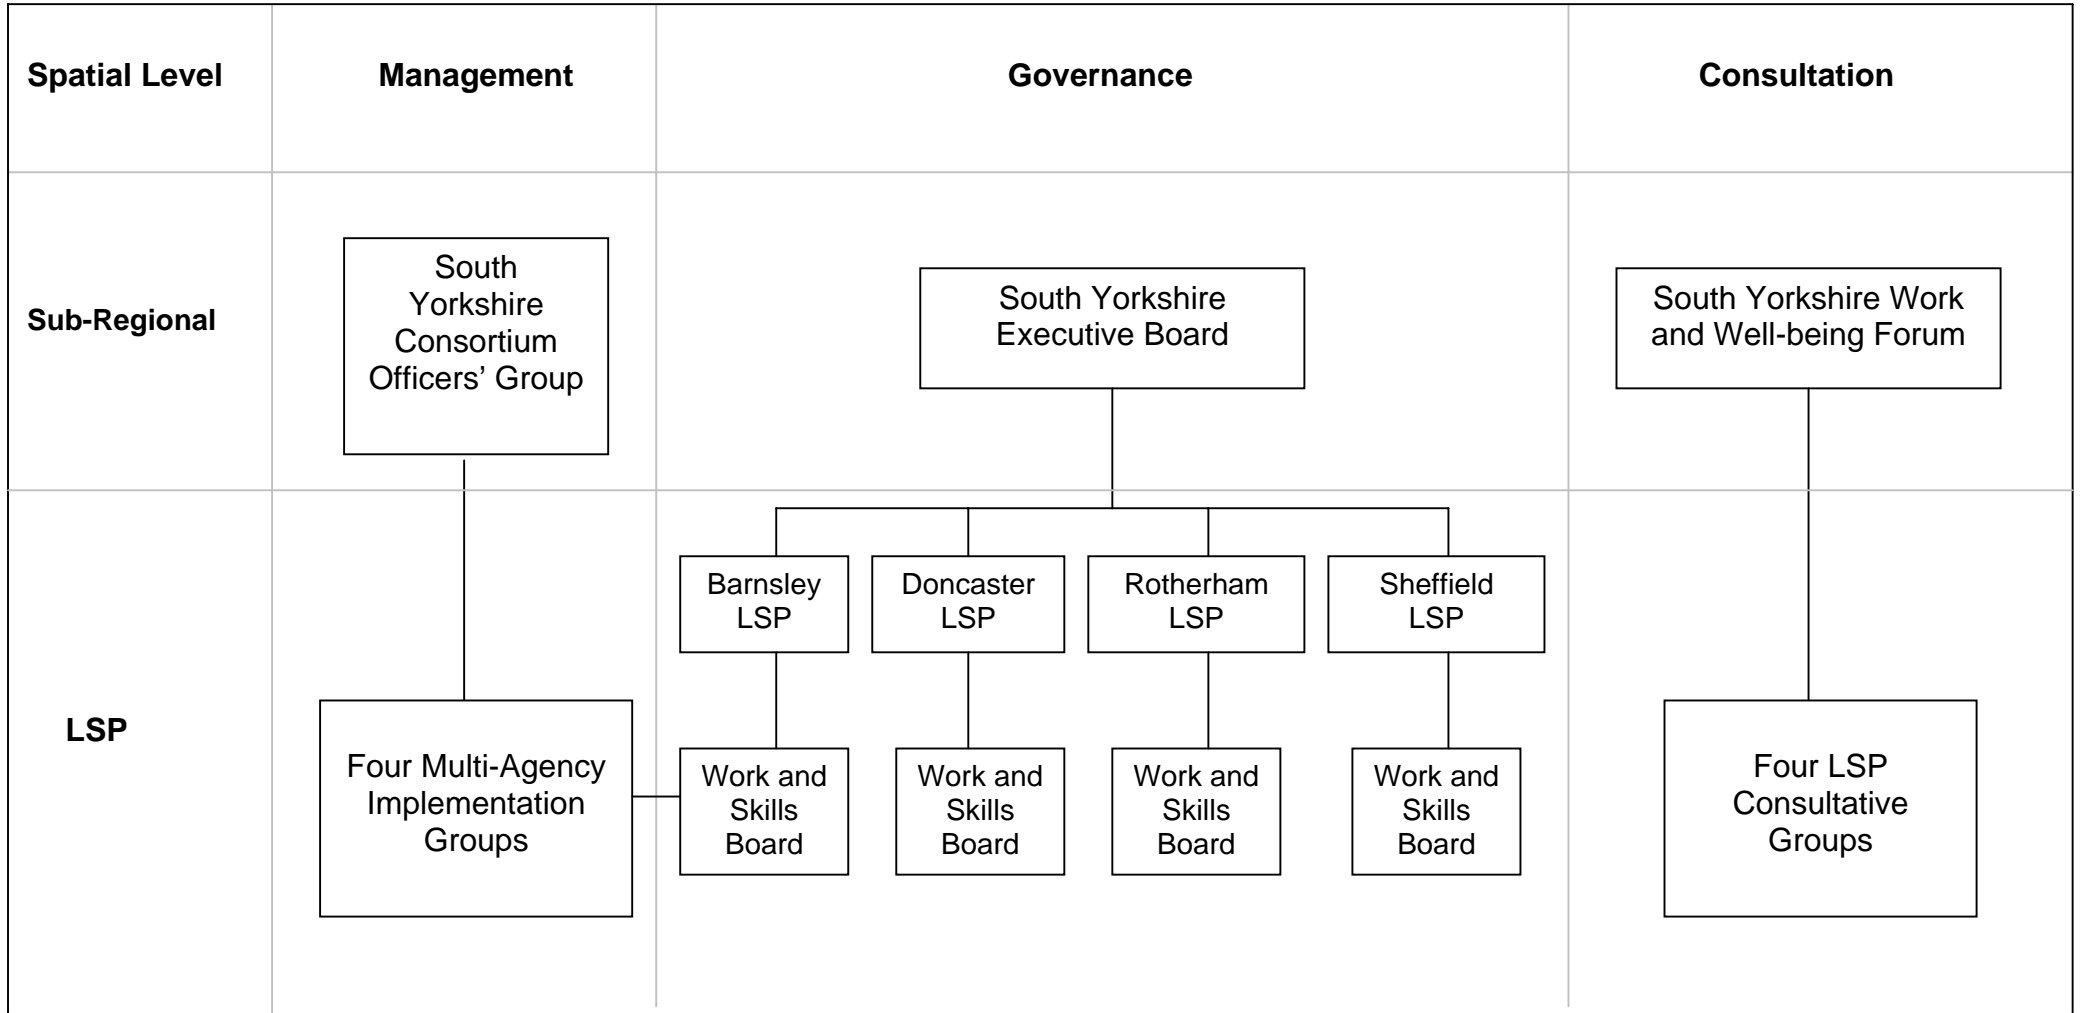 Spatial Level
Management
Governance
Consultation
Sub-Regional
South
Yorkshire
Consortium
Officers’ Group
South Yorkshire
Executive Board
South Yorkshire Work
and Well-being Forum
LSP
Four Multi-Agency
Implementation
Groups
Barnsley
LSP
Doncaster
LSP
Rotherham
LSP
Sheffield
LSP
Work and
Skills
Board
Work and
Skills
Board
Work and
Skills
Board
Work and
Skills
Board
Four LSP
Consultative
Groups